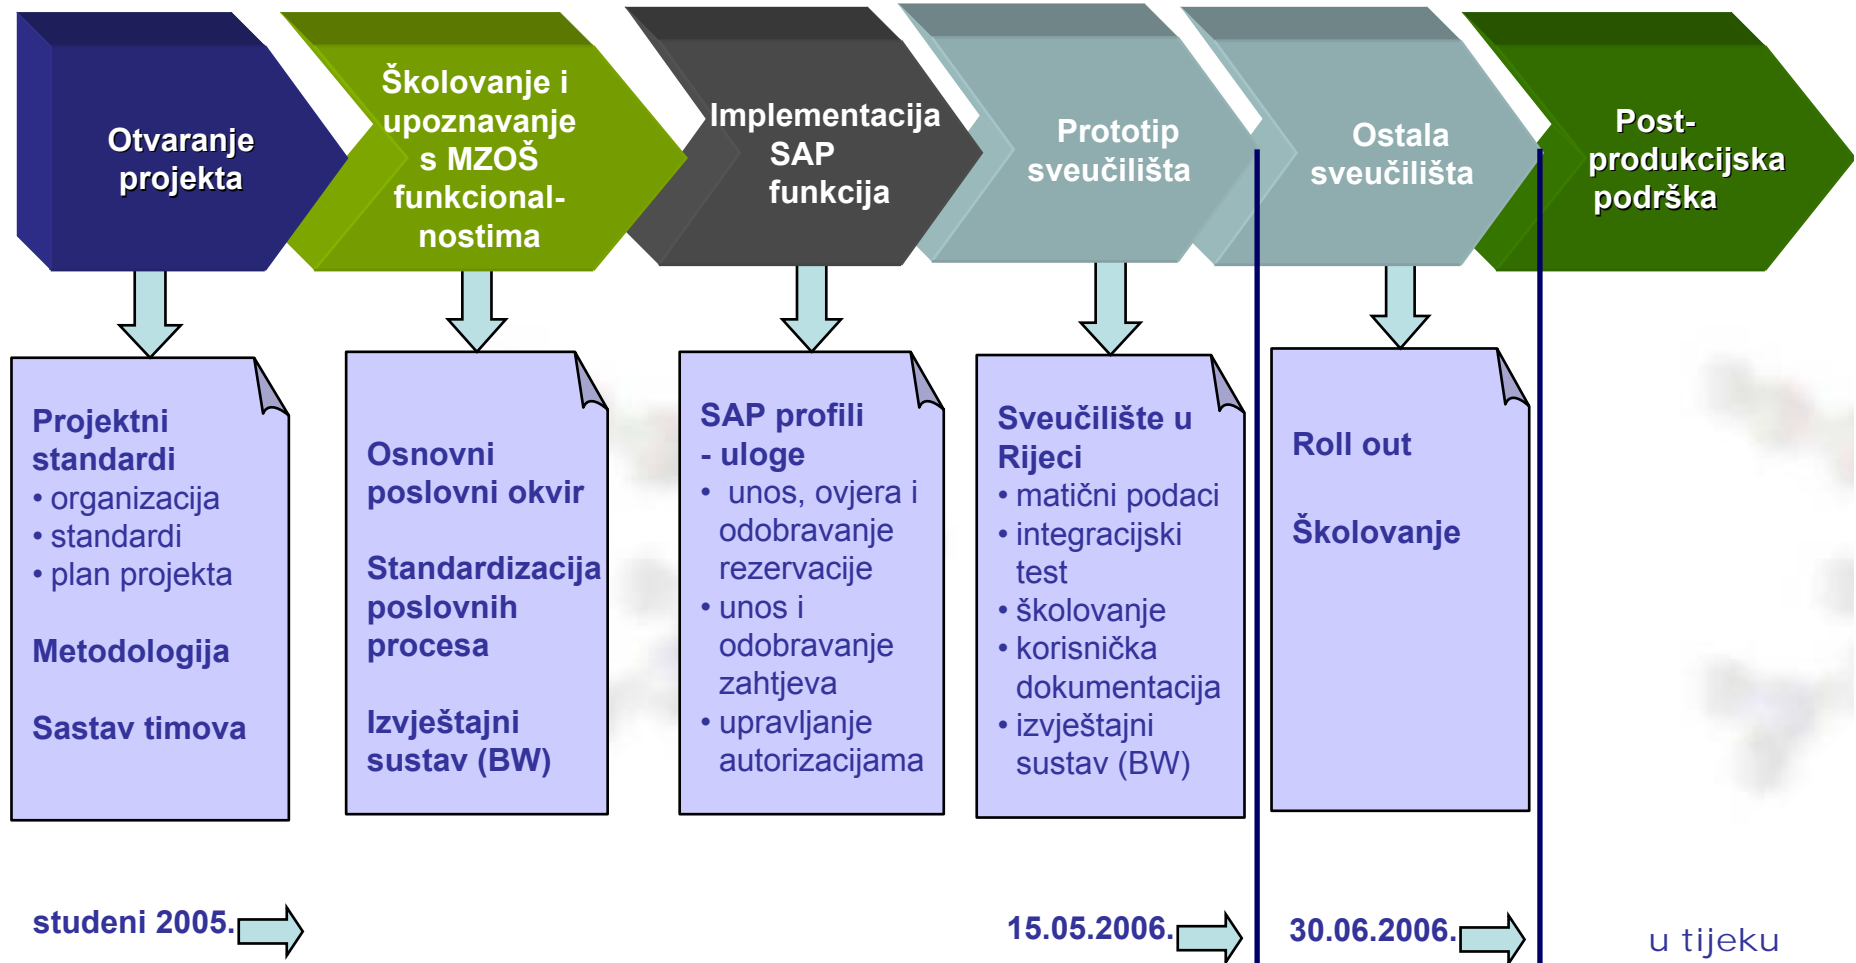 Otvaranje
projekta
Školovanje i
upoznavanje
s MZOŠ
funkcional-
nostima
Implementacija
SAP
funkcija
Prototip
sveučilišta
Ostala
sveučilišta
Post-
produkcijska
podrška
Projektni
standardi
• organizacija
• standardi
• plan projekta
Metodologija
Sastav timova
Osnovni
poslovni okvir
Standardizacija
poslovnih
procesa
Izvještajni
sustav (BW)
SAP profili
- uloge
• unos, ovjera i
odobravanje
rezervacije
• unos i
odobravanje
zahtjeva
• upravljanje
autorizacijama
Sveučilište u
Rijeci
• matični podaci
• integracijski
test
• školovanje
• korisnička
dokumentacija
• izvještajni
sustav (BW)
Roll out
Školovanje
studeni 2005.
15.05.2006.
30.06.2006.
u tijeku